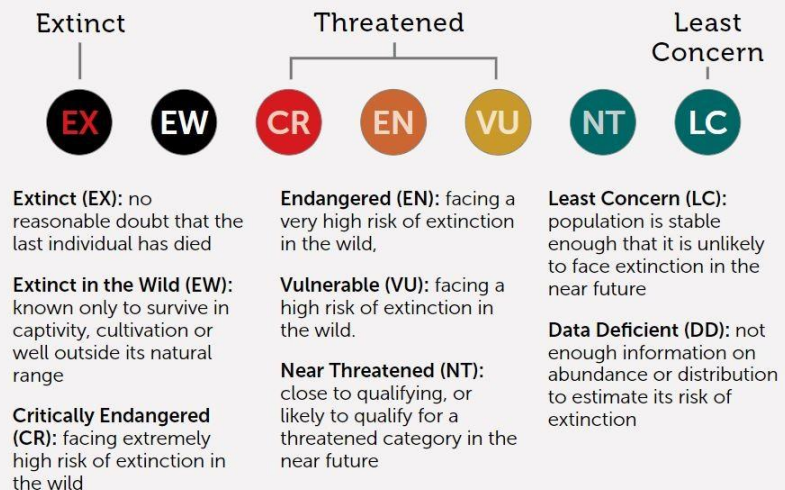 Extinct
Threatened
Least
Concern
EX
EW
CR
EN
VU
NT
LC
Extinct (EX): no
reasonable doubt that the
last individual has died
Extinct in the Wild (EW):
known only to survive in
captivity, cultivation or
well outside its natural
range
Critically Endangered
(CR): facing extremely
high risk of extinction in
the wild
Endangered (EN): facing a
very high risk of extinction
in the wild,
Vulnerable (VU): facing a
high risk of extinction in
the wild.
Near Threatened (NT):
close to qualifying, or
likely to qualify for a
threatened category in the
near future
Least Concern (LC):
population is stable
enough that it is unlikely
to face extinction in the
near future
Data Deficient (DD): not
enough information on
abundance or distribution
to estimate its risk of
extinction